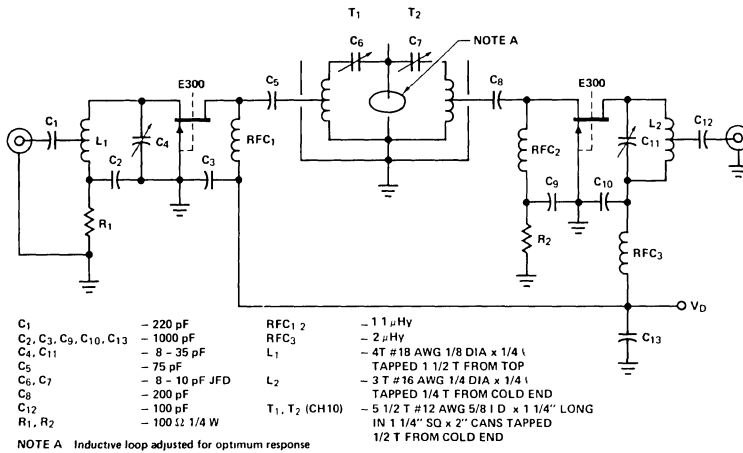 T1 T2
C6 C7 NOTE A
E300 C5 C8 E300
C1 L1 C4 RFC1 RFC2 C11 L2 C12
C2 C3 C9 C10
R1 R2 RFC3
VD
C13
C1 – 220 pF
C2, C3, C9, C10, C13 – 1000 pF
C4, C11 – 8 - 35 pF
C5 – 75 pF
C6, C7 – 8 – 10 pF JFD
C8 – 200 pF
C12 – 100 pF
R1, R2 – 100 Ω 1/4 W
RFC1 2 – 1 1 μHy
RFC3 – 2 μHy
L1 – 4T #18 AWG 1/8 DIA x 1/4
TAPPED 1 1/2 T FROM TOP
L2 – 3 T #16 AWG 1/4 DIA x 1/4
TAPPED 1/4 T FROM COLD END
T1, T2 (CH10) – 5 1/2 T #12 AWG 5/8 I D x 1 1/4" LONG
IN 1 1/4" SQ x 2" CANS TAPPED
1/2 T FROM COLD END
NOTE A Inductive loop adjusted for optimum response